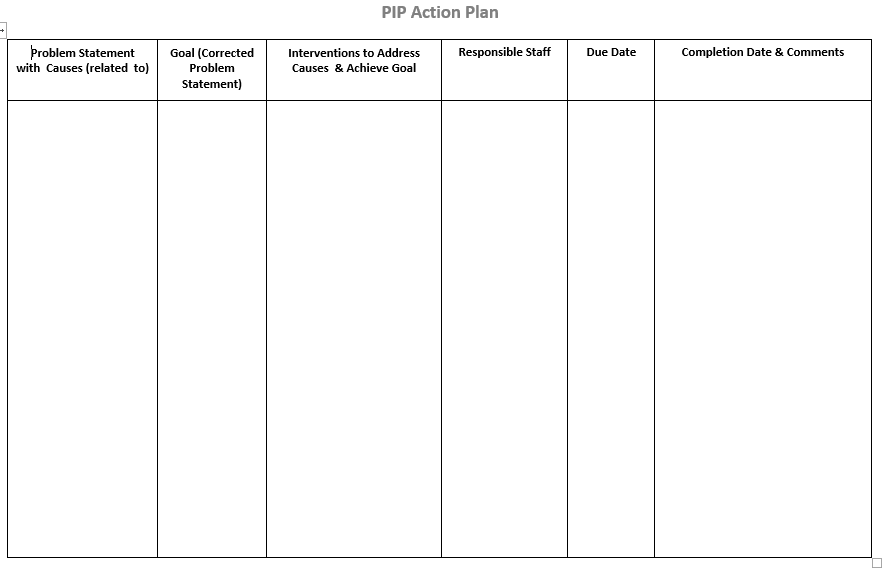 PIP Action Plan
Problem Statement
with Causes (related to)
Goal (Corrected
Problem
Statement)
Interventions to Address
Causes & Achieve Goal
Responsible Staff
Due Date
Completion Date & Comments